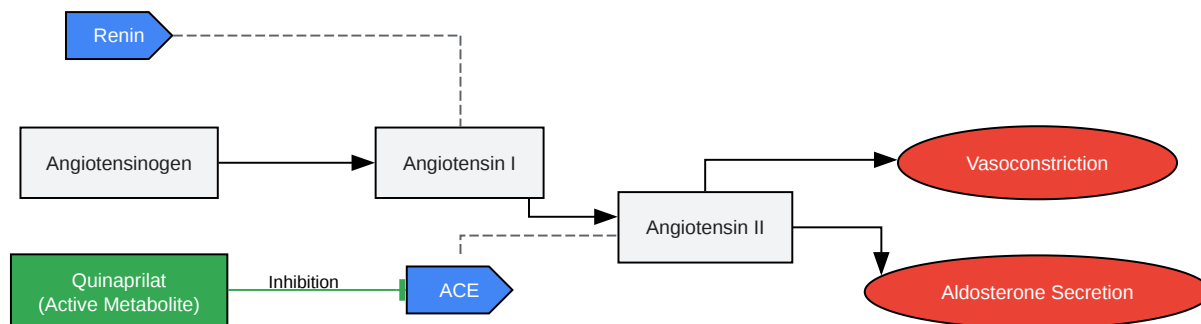 Renin
Angiotensinogen
Angiotensin I
Vasoconstriction
Angiotensin II
Quinaprilat
(Active Metabolite)
Inhibition
ACE
Aldosterone Secretion